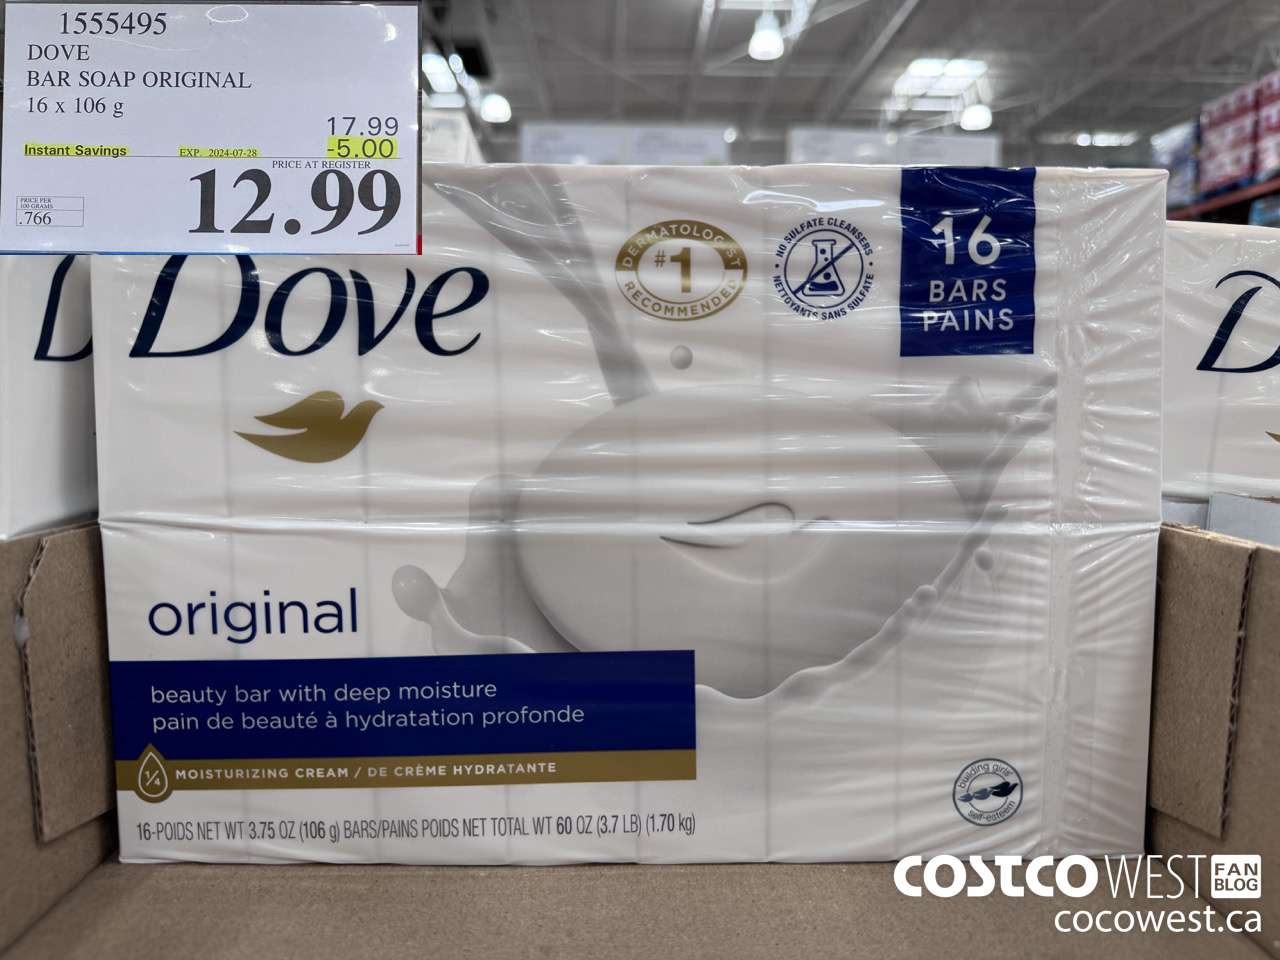 1555495
DOVE
BAR SOAP ORIGINAL
16 x 106 g
17.99
Instant Savings EXP. 2024-07-28 -5.00
PRICE AT REGISTER
12.99
PRICE PER
100 GRAMS
.766
Dove
DERMATOLOGIST
#1
RECOMMENDED
NO SULFATE CLEANSERS
NETTOYANTS SANS SULFATE
16
BARS
PAINS
original
beauty bar with deep moisture
pain de beauté à hydratation profonde
1/4 MOISTURIZING CREAM / DE CRÈME HYDRATANTE
16-POIDS NET WT 3.75 OZ (106 g) BARS/PAINS POIDS NET TOTAL WT 60 OZ (3.7 LB) (1.70 kg)
building girls'
self-esteem
COSTCO WEST FAN BLOG
cocowest.ca